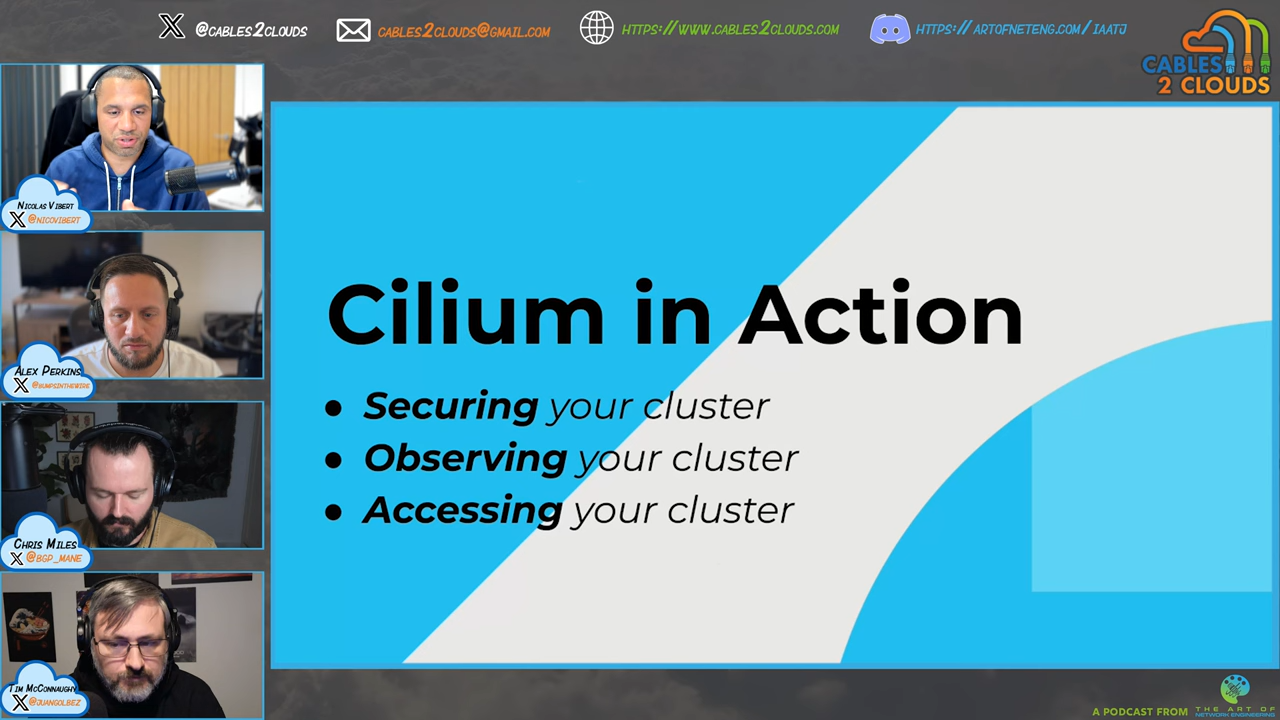 @CABLES2CLOUDS
CABLES2CLOUDS@GMAIL.COM
HTTPS://WWW.CABLES2CLOUDS.COM
HTTPS://ARTOFNETENG.COM/IAATJ
CABLES
2 CLOUDS
NICOLAS VIBERT
@NICOVIBERT
ALEX PERKINS
@BUMPSINTHEWIRE
CHRIS MILES
@BGP_MANE
TIM MCCONNAUGHY
@JUANGOLBEZ
Cilium in Action
● Securing your cluster
● Observing your cluster
● Accessing your cluster
A PODCAST FROM
THE ART OF
NETWORK ENGINEERING